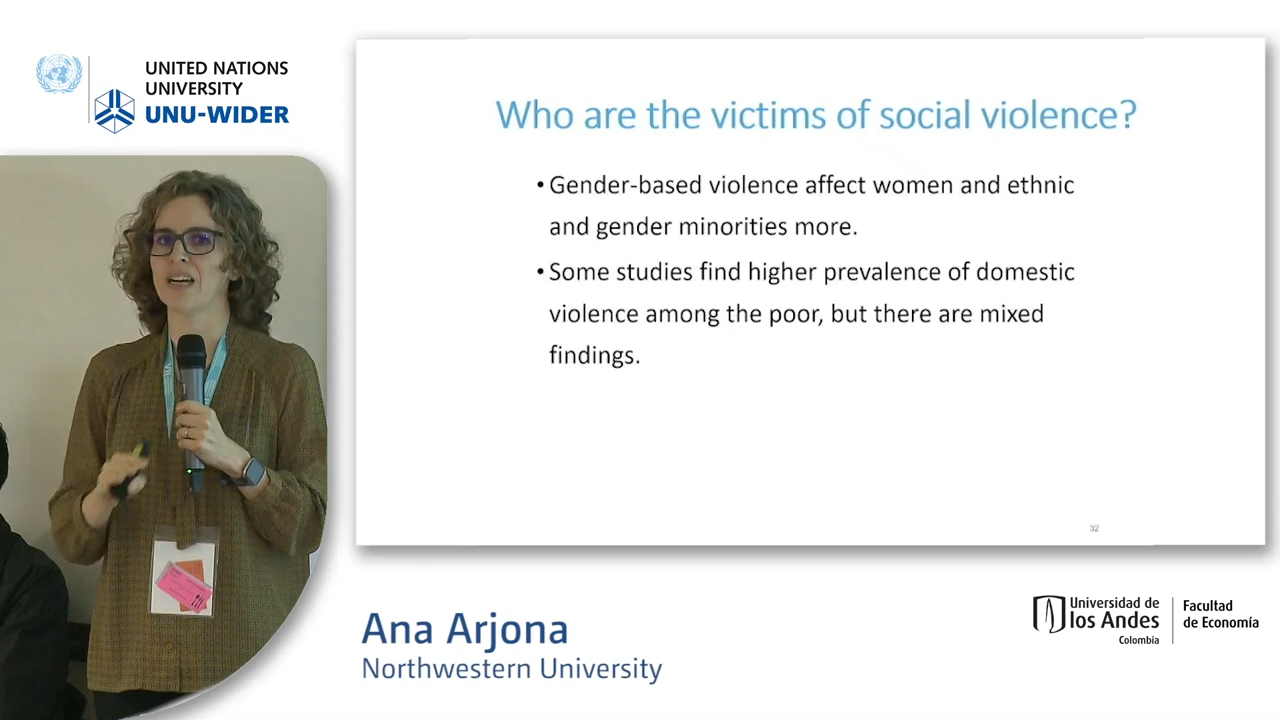 UNITED NATIONS
UNIVERSITY
UNU-WIDER
Who are the victims of social violence?
• Gender-based violence affect women and ethnic
and gender minorities more.
• Some studies find higher prevalence of domestic
violence among the poor, but there are mixed
findings.
32
Ana Arjona
Northwestern University
Universidad de
los Andes
Colombia
Facultad
de Economía